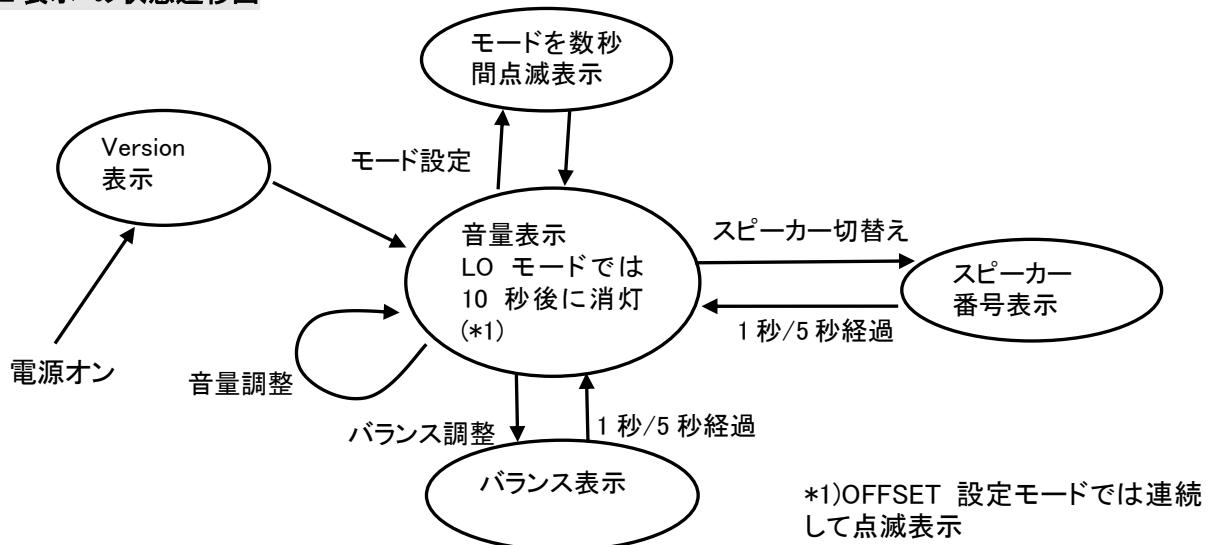 表示 の状態遷移図
モードを数秒
間点滅表示
Version
表示
モード設定
音量表示
LO モードでは
10 秒後に消灯
(*1)
スピーカー切替え
スピーカー
番号表示
1 秒/5 秒経過
電源オン
音量調整
バランス調整
1 秒/5 秒経過
バランス表示
*1)OFFSET 設定モードでは連続
して点滅表示